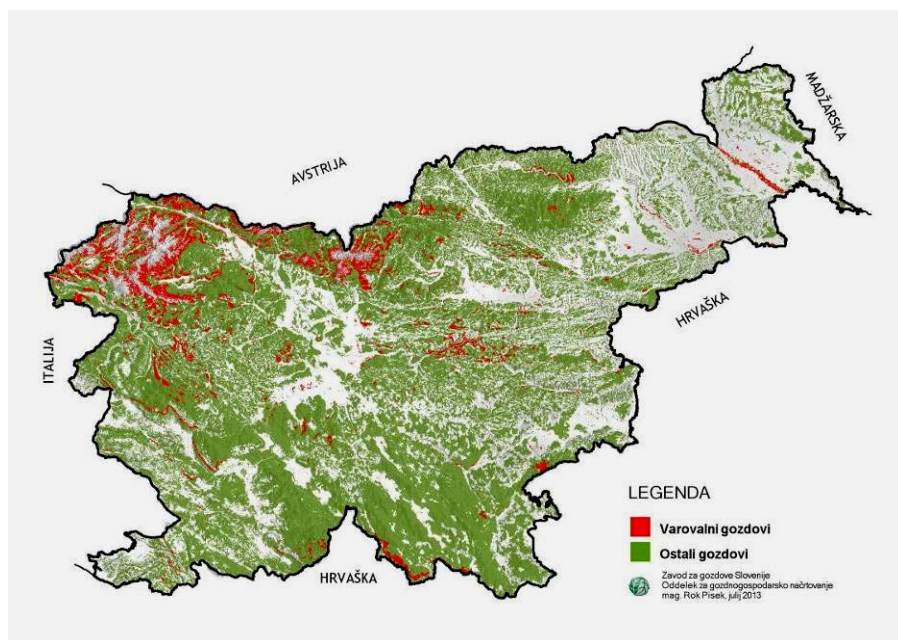 MADŽARSKA
AVSTRIJA
HRVAŠKA
ITALIJA
LEGENDA
Varovalni gozdovi
Ostali gozdovi
HRVAŠKA
Zavod za gozdove Slovenije
Oddelek za gozdnogospodarsko načrtovanje
mag. Rok Pisek, julij 2013